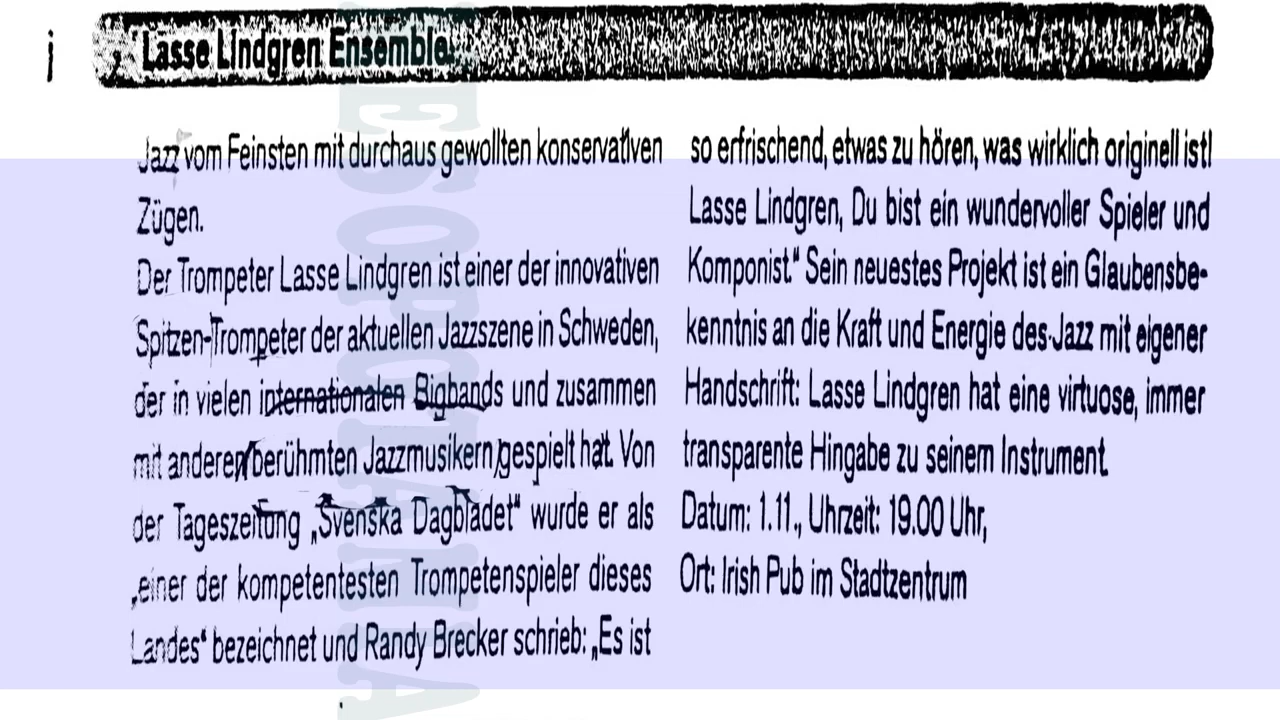 Lasse Lindgren Ensemble
Jazz vom Feinsten mit durchaus gewollten konservativen
Zügen.
Der Trompeter Lasse Lindgren ist einer der innovativen
Spitzen-Trompeter der aktuellen Jazzszene in Schweden,
der in vielen internationalen Bigbands und zusammen
mit anderen berühmten Jazzmusikern gespielt hat. Von
der Tageszeitung „Svenska Dagbladet“ wurde er als
„einer der kompetentesten Trompetenspieler dieses
Landes“ bezeichnet und Randy Brecker schrieb: „Es ist
so erfrischend, etwas zu hören, was wirklich originell ist!
Lasse Lindgren, Du bist ein wundervoller Spieler und
Komponist.“ Sein neuestes Projekt ist ein Glaubensbe-
kenntnis an die Kraft und Energie des Jazz mit eigener
Handschrift: Lasse Lindgren hat eine virtuose, immer
transparente Hingabe zu seinem Instrument.
Datum: 1.11., Uhrzeit: 19.00 Uhr,
Ort: Irish Pub im Stadtzentrum